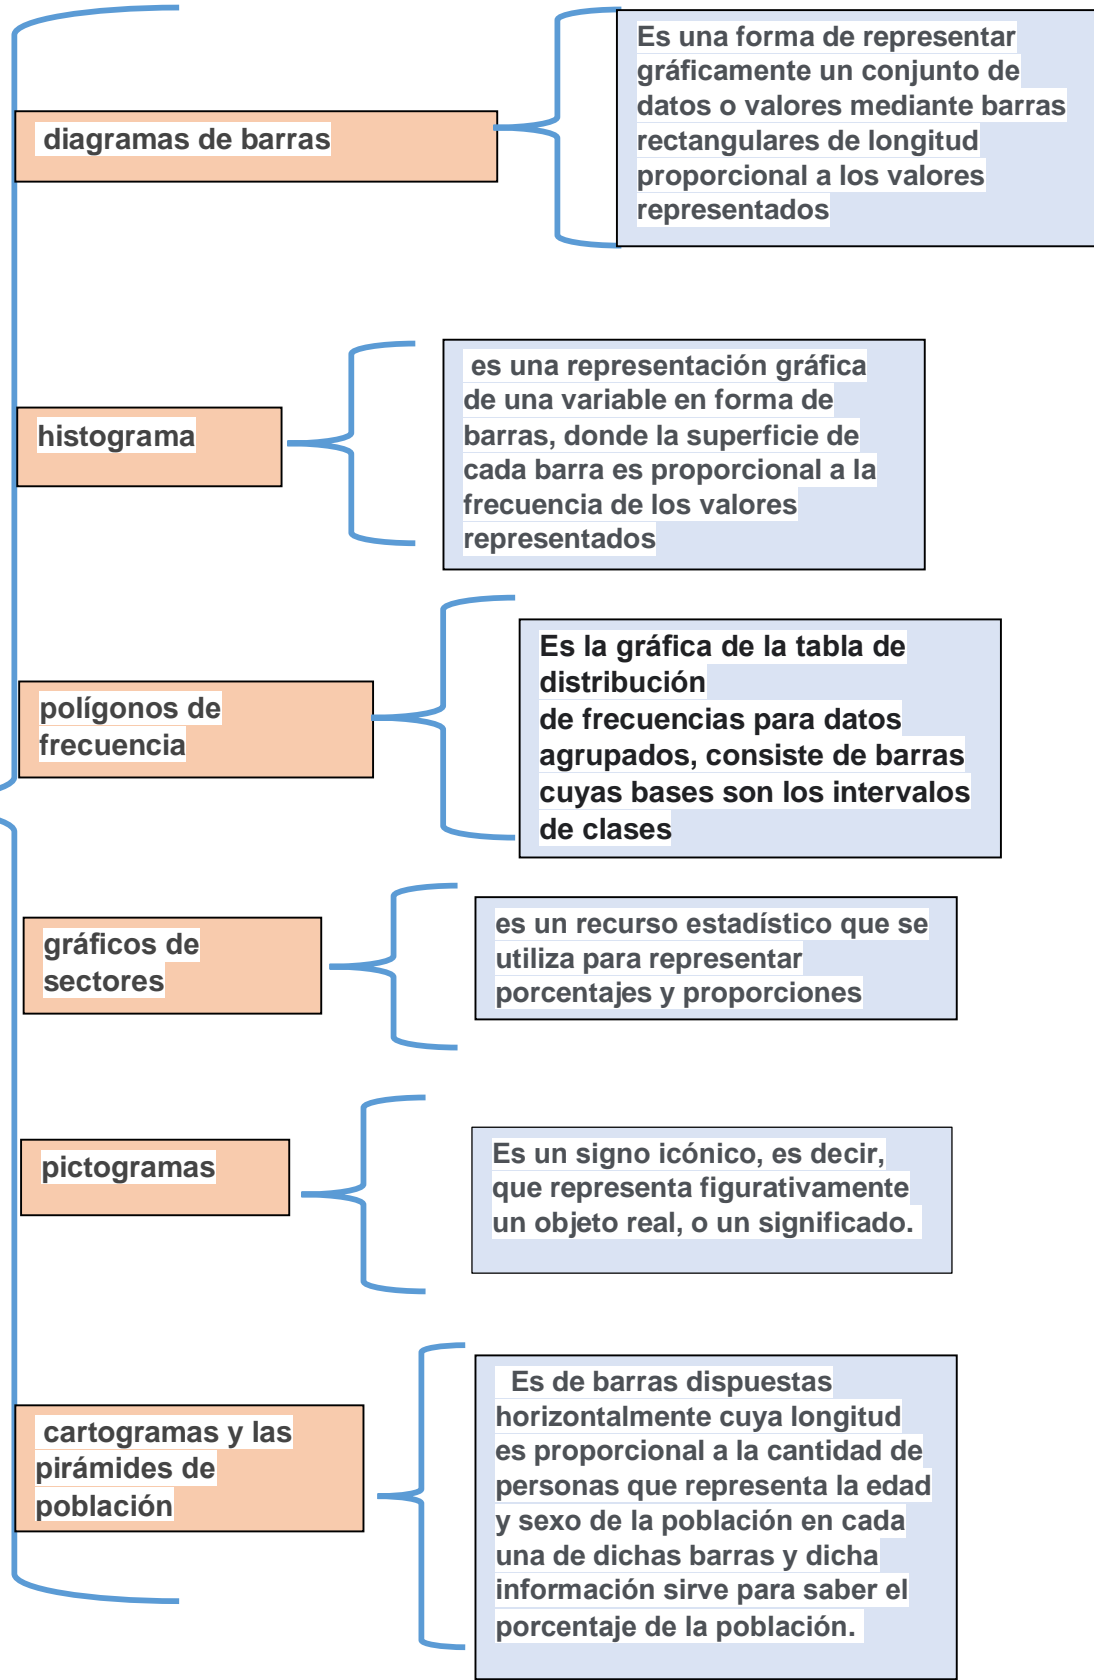 diagramas de barras
Es una forma de representar
gráficamente un conjunto de
datos o valores mediante barras
rectangulares de longitud
proporcional a los valores
representados
histograma
es una representación gráfica
de una variable en forma de
barras, donde la superficie de
cada barra es proporcional a la
frecuencia de los valores
representados
polígonos de
frecuencia
Es la gráfica de la tabla de
distribución
de frecuencias para datos
agrupados, consiste de barras
cuyas bases son los intervalos
de clases
gráficos de
sectores
es un recurso estadístico que se
utiliza para representar
porcentajes y proporciones
pictogramas
Es un signo icónico, es decir,
que representa figurativamente
un objeto real, o un significado.
cartogramas y las
pirámides de
población
Es de barras dispuestas
horizontalmente cuya longitud
es proporcional a la cantidad de
personas que representa la edad
y sexo de la población en cada
una de dichas barras y dicha
información sirve para saber el
porcentaje de la población.